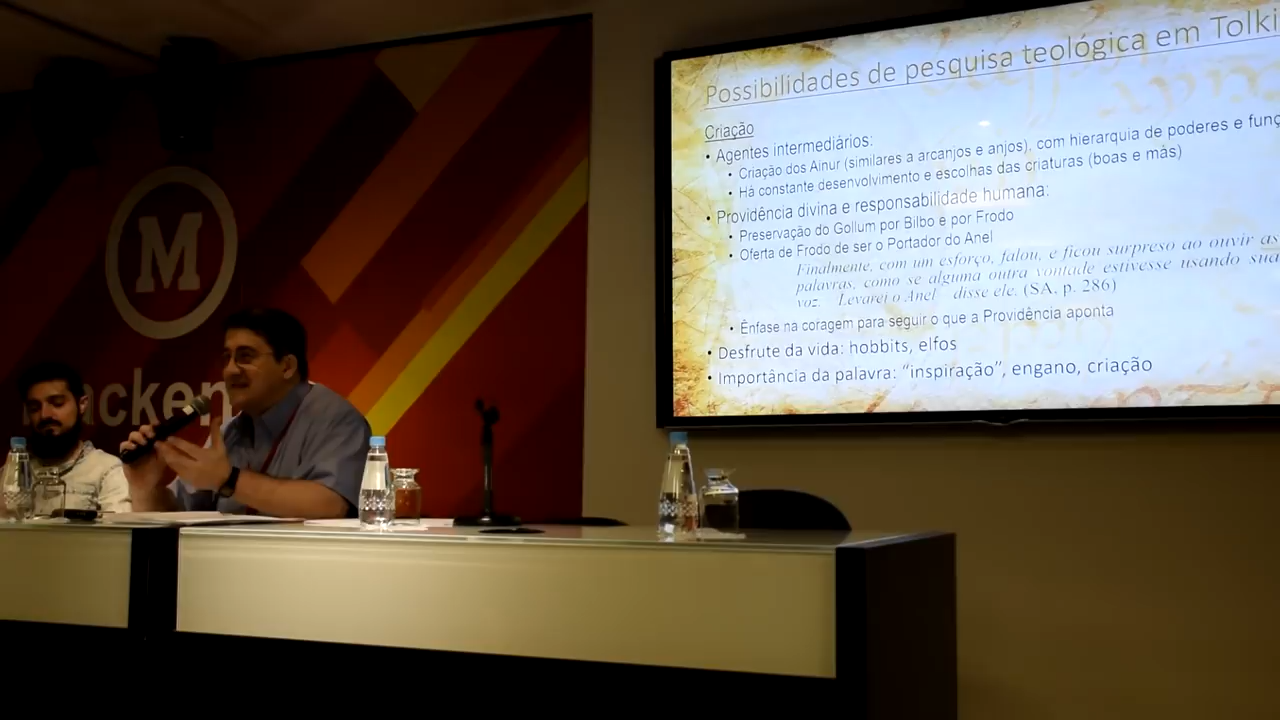 M
acken
Possibilidades de pesquisa teológica em Tolki
Criação
• Agentes intermediários:
• Criação dos Ainur (similares a arcanjos e anjos), com hierarquia de poderes e funç
• Há constante desenvolvimento e escolhas das criaturas (boas e más)
• Providência divina e responsabilidade humana:
• Preservação do Gollum por Bilbo e por Frodo
• Oferta de Frodo de ser o Portador do Anel
Finalmente, com um esforço, falou, e ficou surpreso ao ouvir as
palavras, como se alguma outra vontade estivesse usando sua
voz. Levarei o Anel disse ele. (SA, p. 286)
• Ênfase na coragem para seguir o que a Providência aponta
• Desfrute da vida: hobbits, elfos
• Importância da palavra: “inspiração”, engano, criação